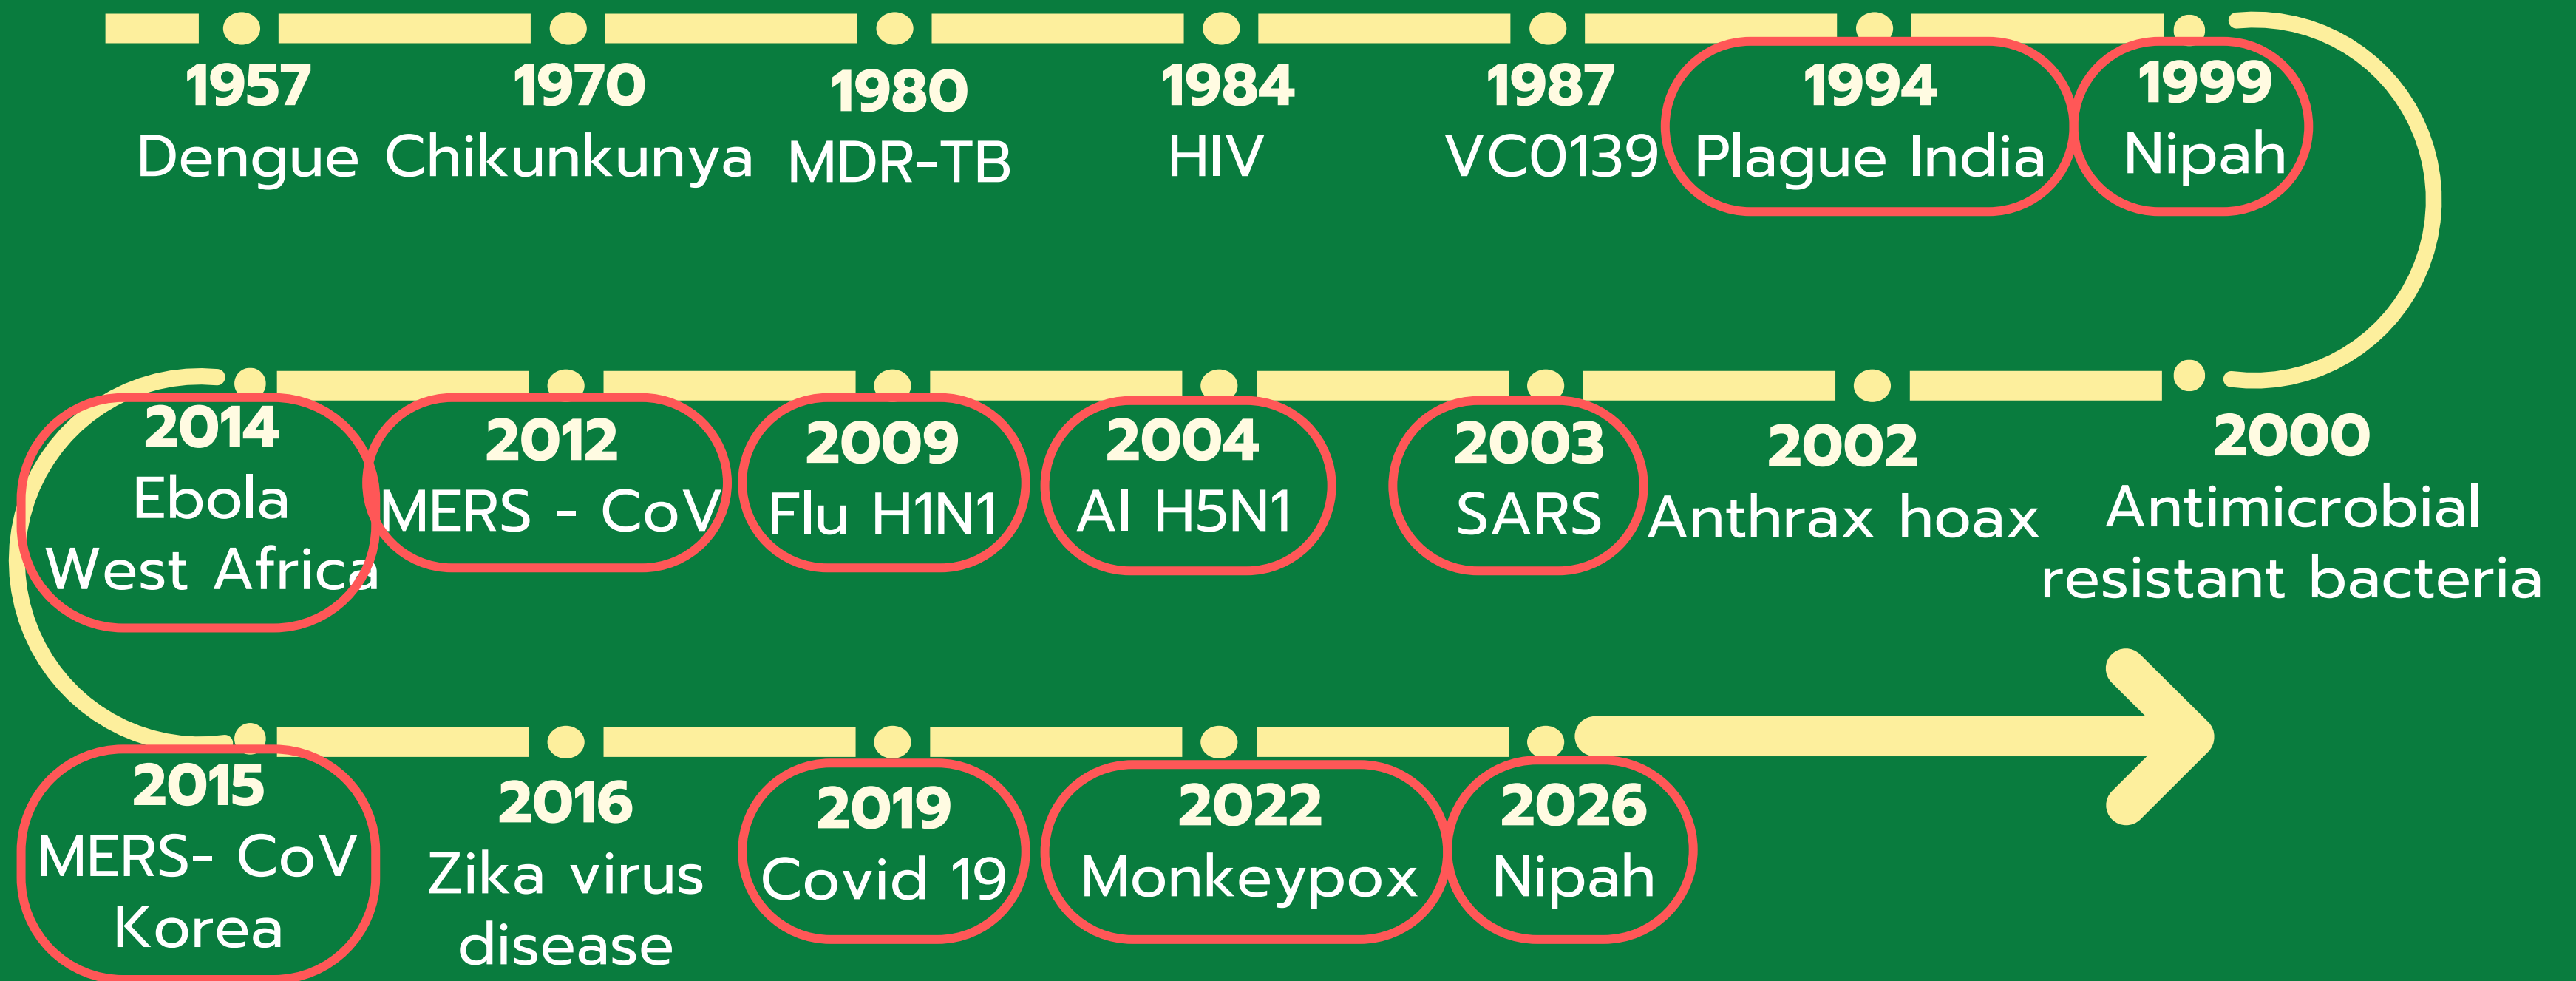 1957
Dengue
1970
Chikunkunya
1980
MDR-TB
1984
HIV
1987
VC0139
1994
Plague India
1999
Nipah
2014
Ebola
West Africa
2012
MERS - CoV
2009
Flu H1N1
2004
AI H5N1
2003
SARS
2002
Anthrax hoax
2000
Antimicrobial
resistant bacteria
2015
MERS- CoV
Korea
2016
Zika virus
disease
2019
Covid 19
2022
Monkeypox
2026
Nipah